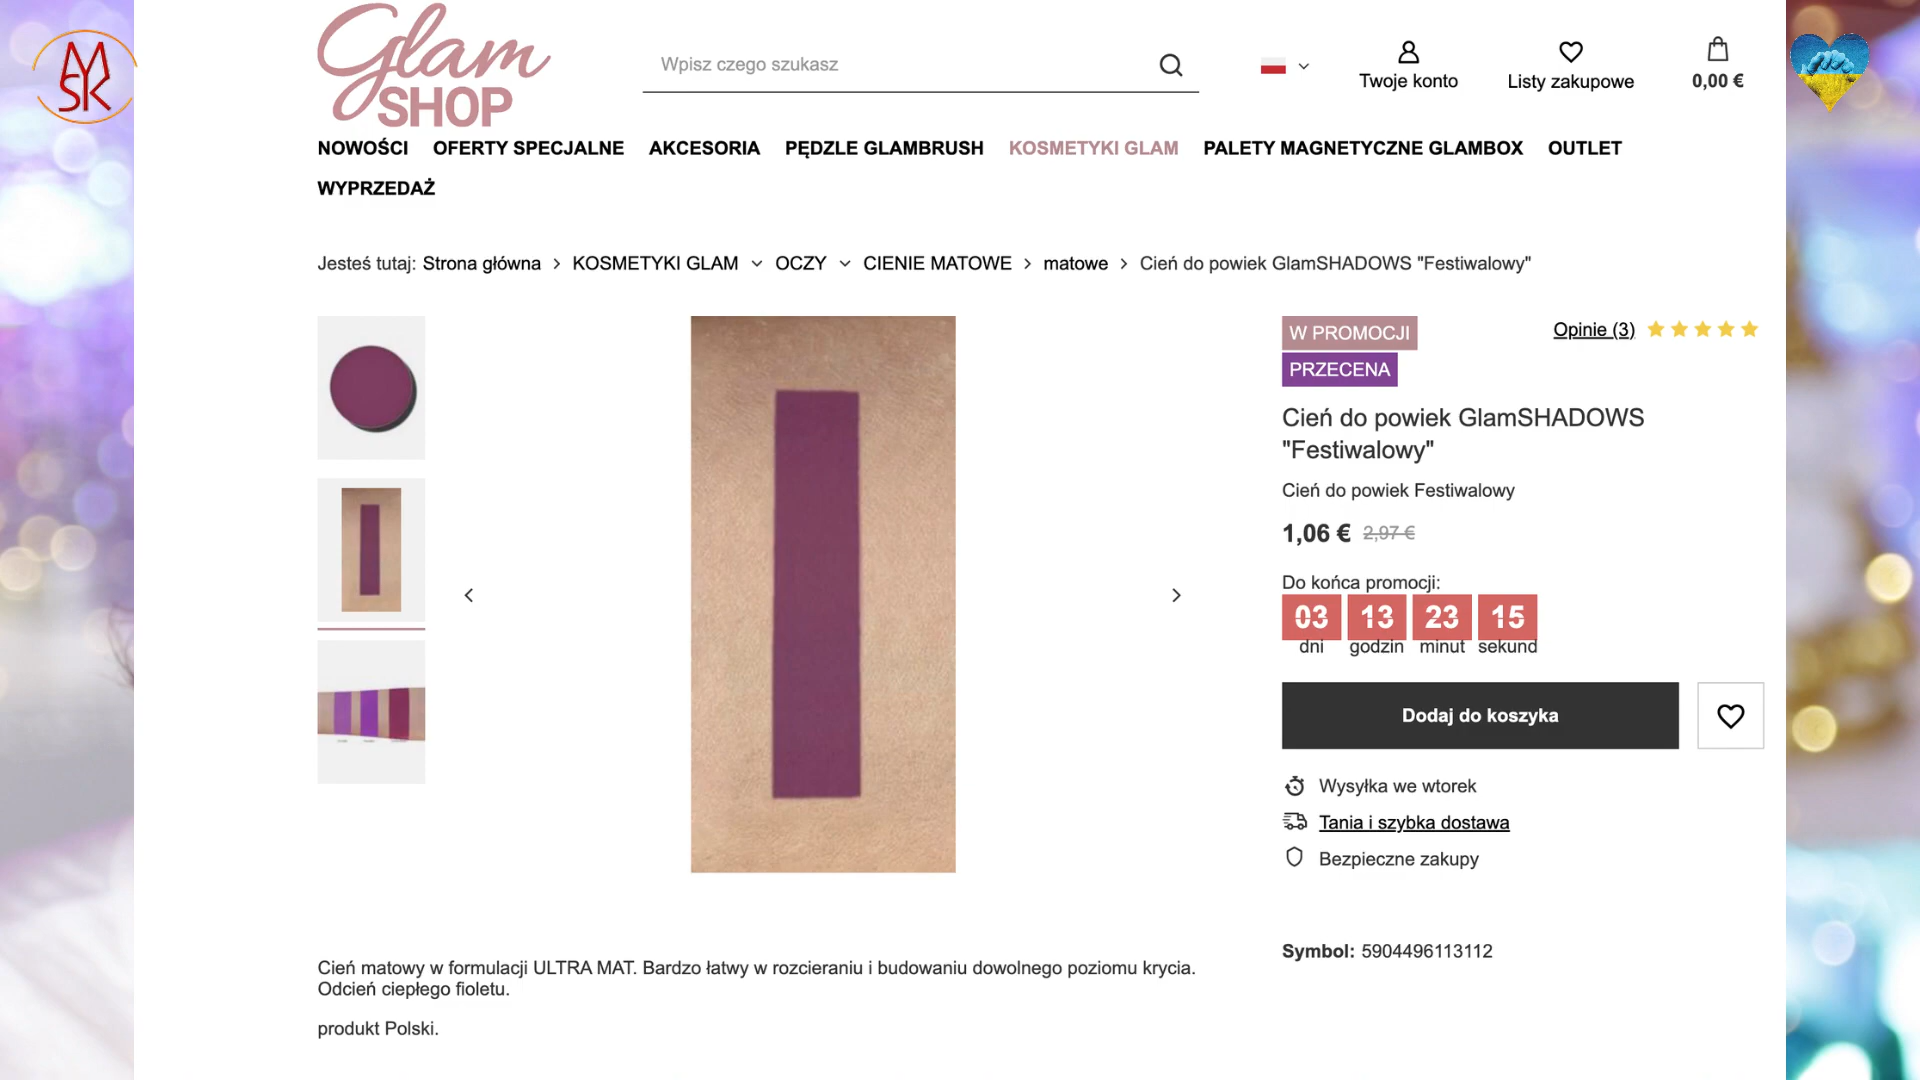 MYSK
Glam
SHOP
Wpisz czego szukasz
Twoje konto
Listy zakupowe
0,00 €
NOWOŚCI OFERTY SPECJALNE AKCESORIA PĘDZLE GLAMBRUSH KOSMETYKI GLAM PALETY MAGNETYCZNE GLAMBOX OUTLET
WYPRZEDAŻ
Jesteś tutaj: Strona główna > KOSMETYKI GLAM OCZY CIENIE MATOWE > matowe > Cień do powiek GlamSHADOWS "Festiwalowy"
W PROMOCJI
Opinie (3)
PRZECENA
Cień do powiek GlamSHADOWS
"Festiwalowy"
Cień do powiek Festiwalowy
1,06 € 2,97 €
Do końca promocji:
03 13 23 15
dni godzin minut sekund
Dodaj do koszyka
Wysyłka we wtorek
Tania i szybka dostawa
Bezpieczne zakupy
Symbol: 5904496113112
Cień matowy w formulacji ULTRA MAT. Bardzo łatwy w rozcieraniu i budowaniu dowolnego poziomu krycia.
Odcień ciepłego fioletu.
produkt Polski.